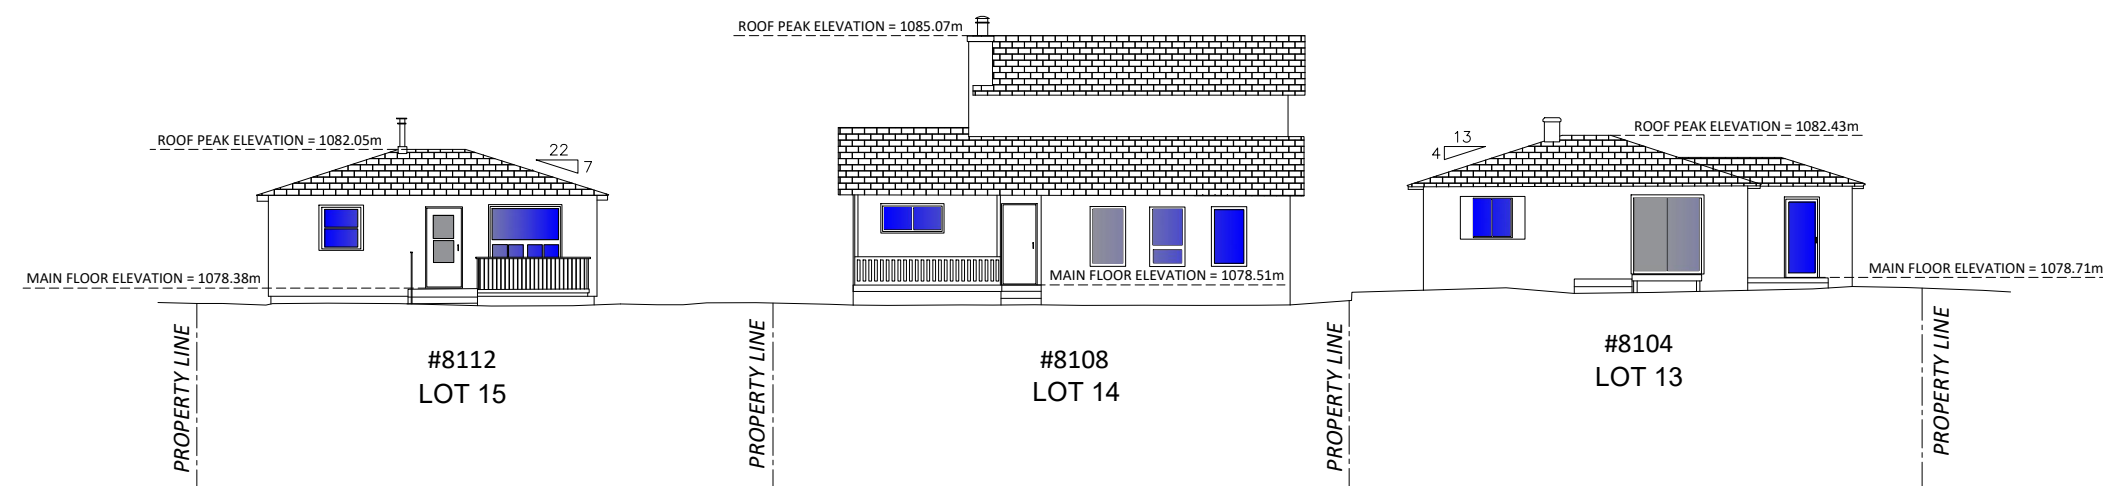 ROOF PEAK ELEVATION = 1082.05m
22
7
MAIN FLOOR ELEVATION = 1078.38m
ROOF PEAK ELEVATION = 1085.07m
MAIN FLOOR ELEVATION = 1078.51m
13
4
ROOF PEAK ELEVATION = 1082.43m
MAIN FLOOR ELEVATION = 1078.71m
PROPERTY LINE
#8112
LOT 15
PROPERTY LINE
#8108
LOT 14
PROPERTY LINE
#8104
LOT 13
PROPERTY LINE